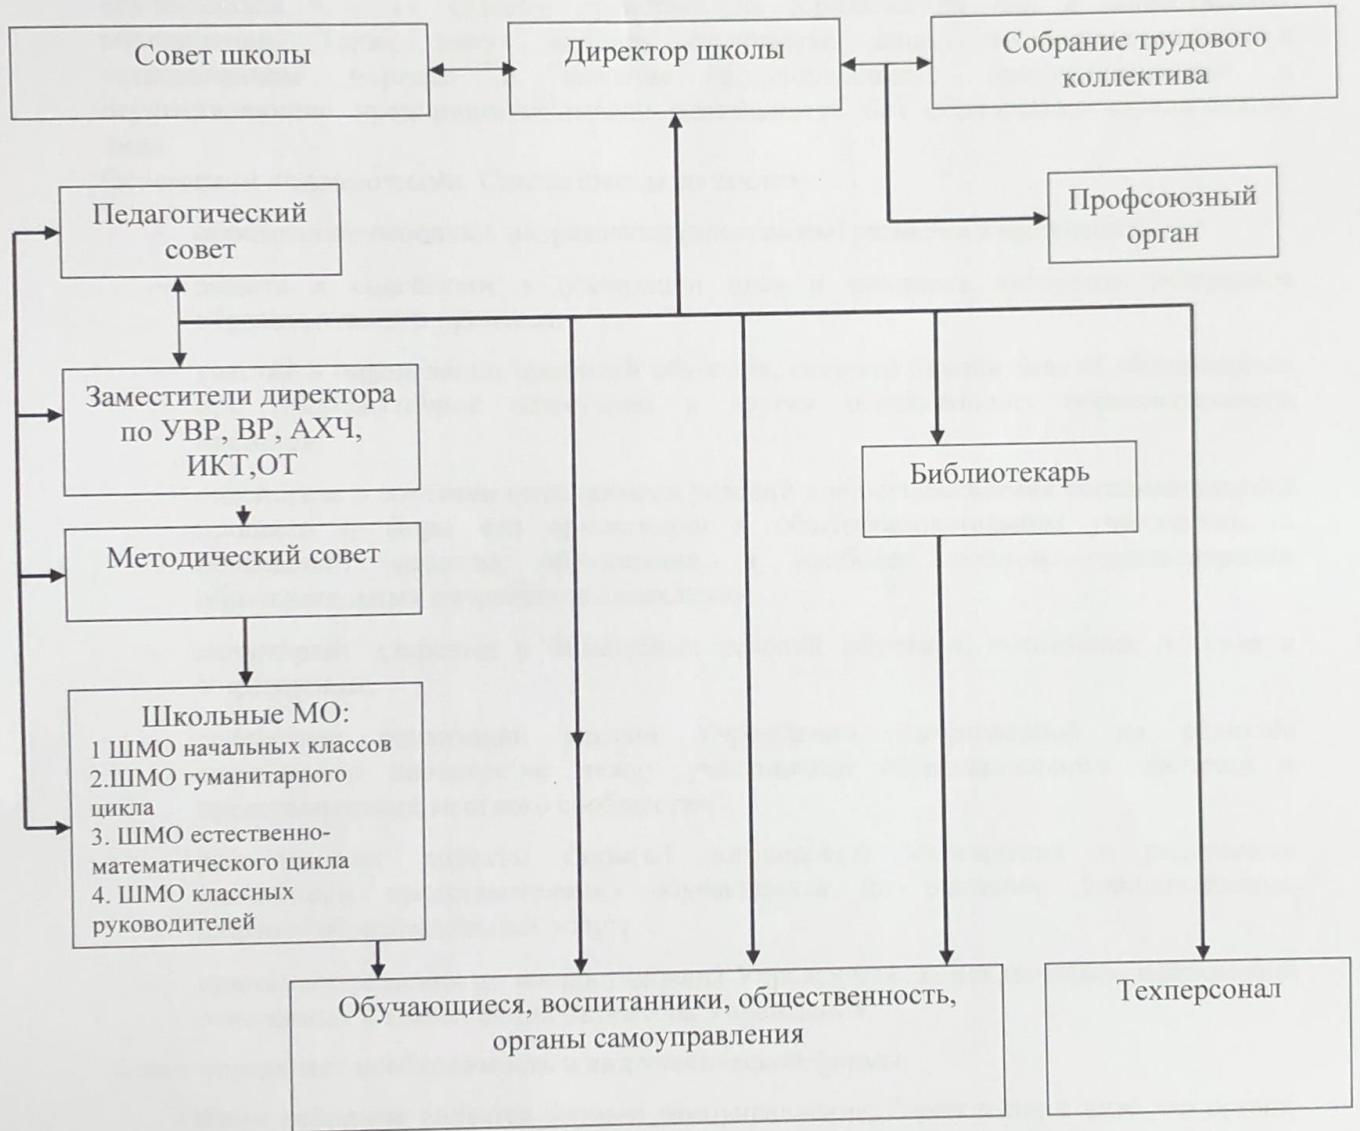 Совет школы
Директор школы
Собрание трудового
коллектива
Педагогический
совет
Профсоюзный
орган
Заместители директора
по УВР, ВР, АХЧ,
ИКТ,ОТ
Библиотекарь
Методический совет
Школьные МО:
1 ШМО начальных классов
2.ШМО гуманитарного
цикла
3. ШМО естественно-
математического цикла
4. ШМО классных
руководителей
Обучающиеся, воспитанники, общественность,
органы самоуправления
Техперсонал